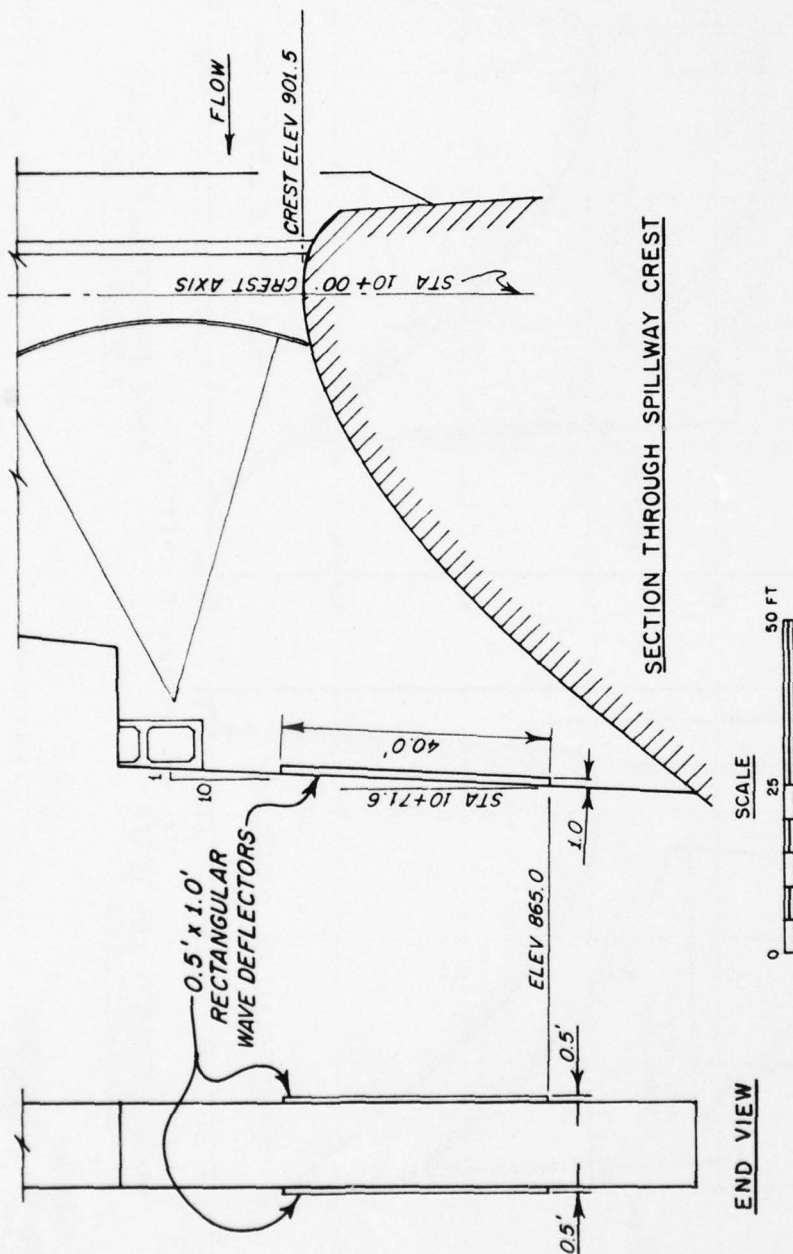 FLOW
CREST ELEV 901.5
STA 10+00
CREST AXIS
1
10
40.0'
STA 10+71.6
1.0
0.5' X 1.0'
RECTANGULAR
WAVE DEFLECTORS
ELEV 865.0
0.5'
0.5'
END VIEW
SECTION THROUGH SPILLWAY CREST
SCALE
0
25
50 FT